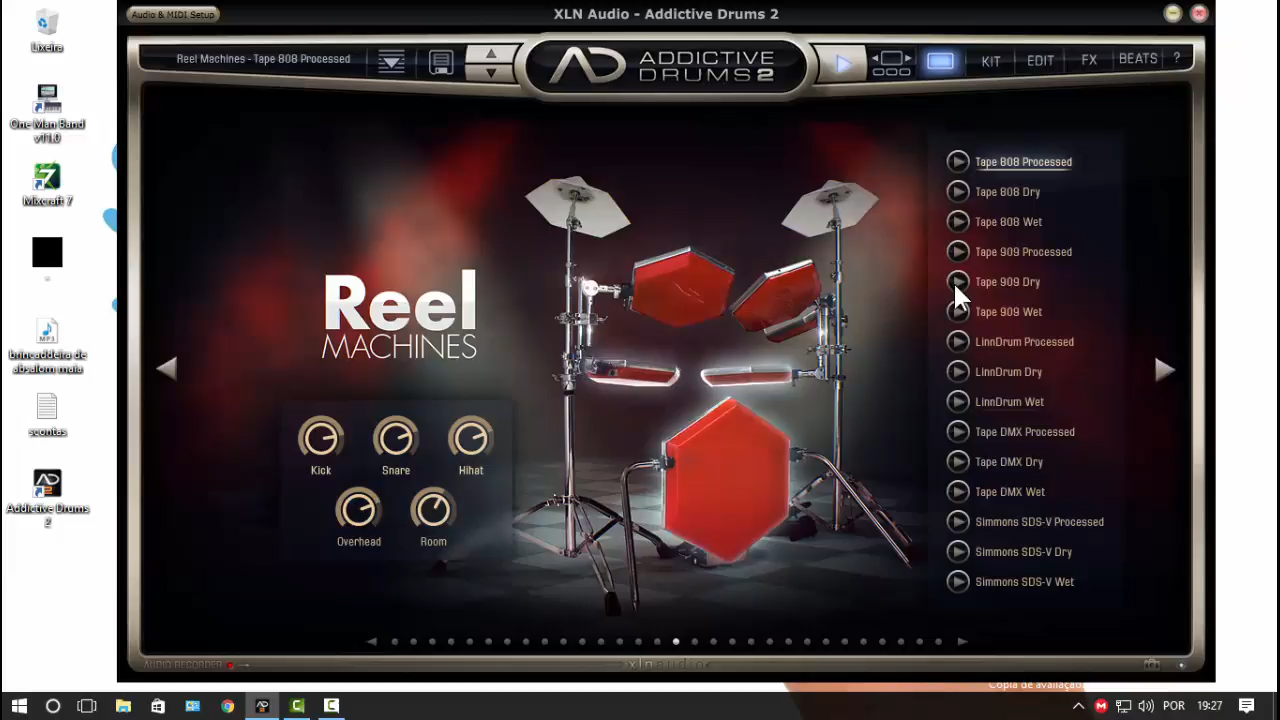 Audio & MIDI Setup
XLN Audio - Addictive Drums 2
Reel Machines - Tape 808 Processed
AD
ADDICTIVE
DRUMS 2
KIT
EDIT
FX
BEATS
?
Lixeira
One Man Band
v11.0
Mixcraft 7
MP3
brincaddeira de
absalom maia
scontas
Addictive Drums
2
Reel
MACHINES
Kick
Snare
Hihat
Overhead
Room
Tape 808 Processed
Tape 808 Dry
Tape 808 Wet
Tape 909 Processed
Tape 909 Dry
Tape 909 Wet
LinnDrum Processed
LinnDrum Dry
LinnDrum Wet
Tape DMX Processed
Tape DMX Dry
Tape DMX Wet
Simmons SDS-V Processed
Simmons SDS-V Dry
Simmons SDS-V Wet
AUDIO RECORDER
xlnaudio
POR
19:27